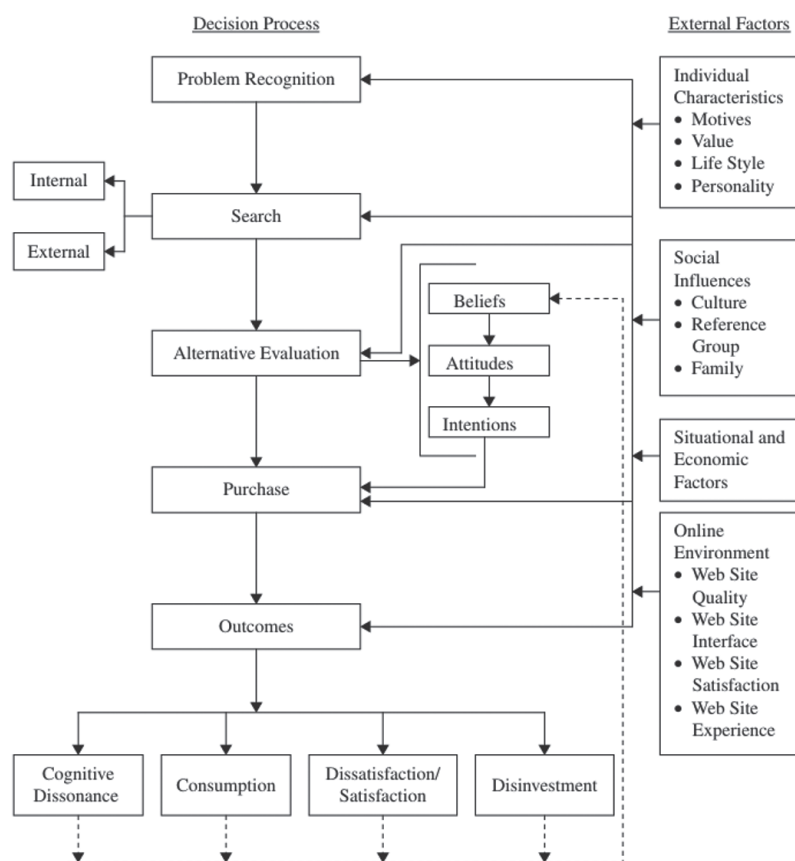 Decision Process
External Factors
Problem Recognition
Internal
Search
External
Alternative Evaluation
Beliefs
Attitudes
Intentions
Purchase
Outcomes
Cognitive
Dissonance
Consumption
Dissatisfaction/
Satisfaction
Disinvestment
Individual
Characteristics
• Motives
• Value
• Life Style
• Personality
Social
Influences
• Culture
• Reference
Group
• Family
Situational and
Economic
Factors
Online
Environment
• Web Site
Quality
• Web Site
Interface
• Web Site
Satisfaction
• Web Site
Experience